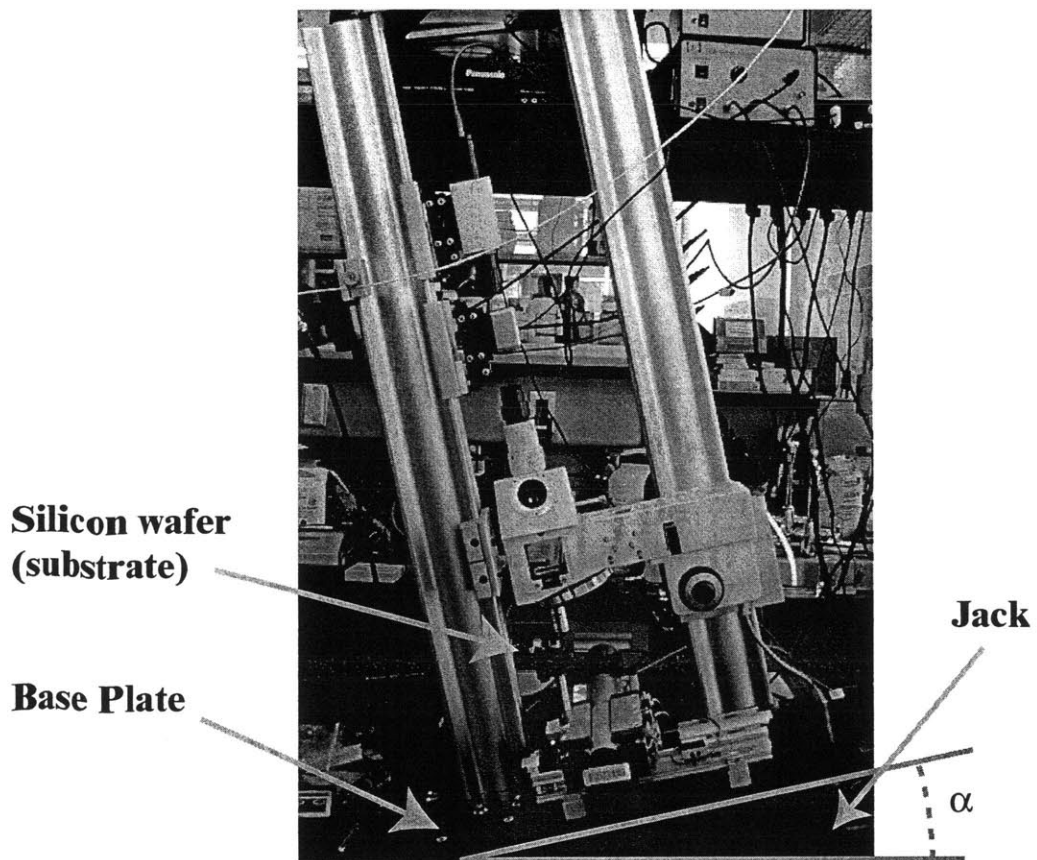 Panasonic
Silicon wafer
(substrate)
Jack
Base Plate
α